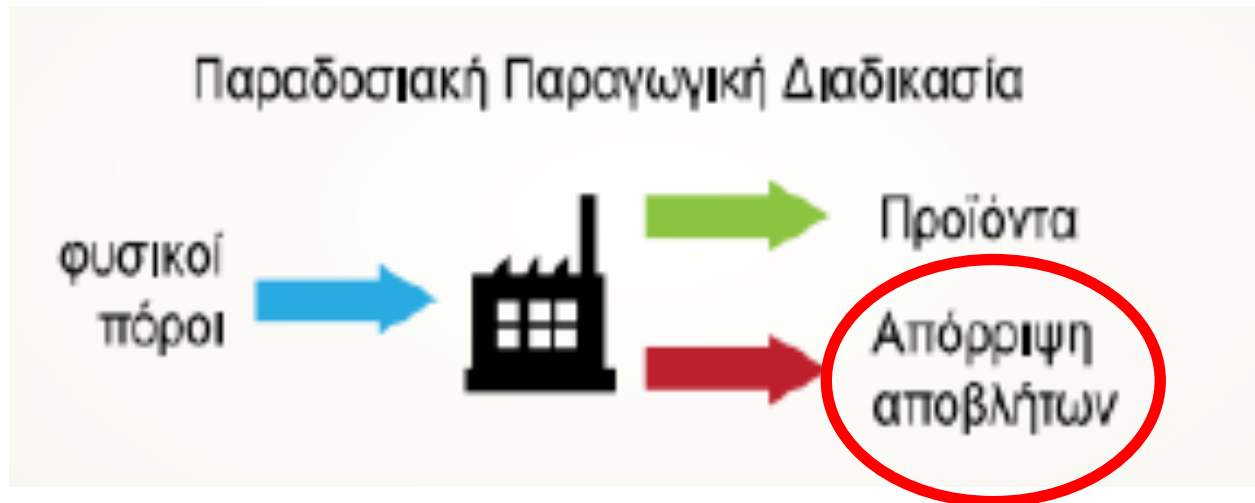 Παραδοσιακή Παραγωγική Διαδικασία
φυσικοί
πόροι
Προϊόντα
Απόρριψη
αποβλήτων